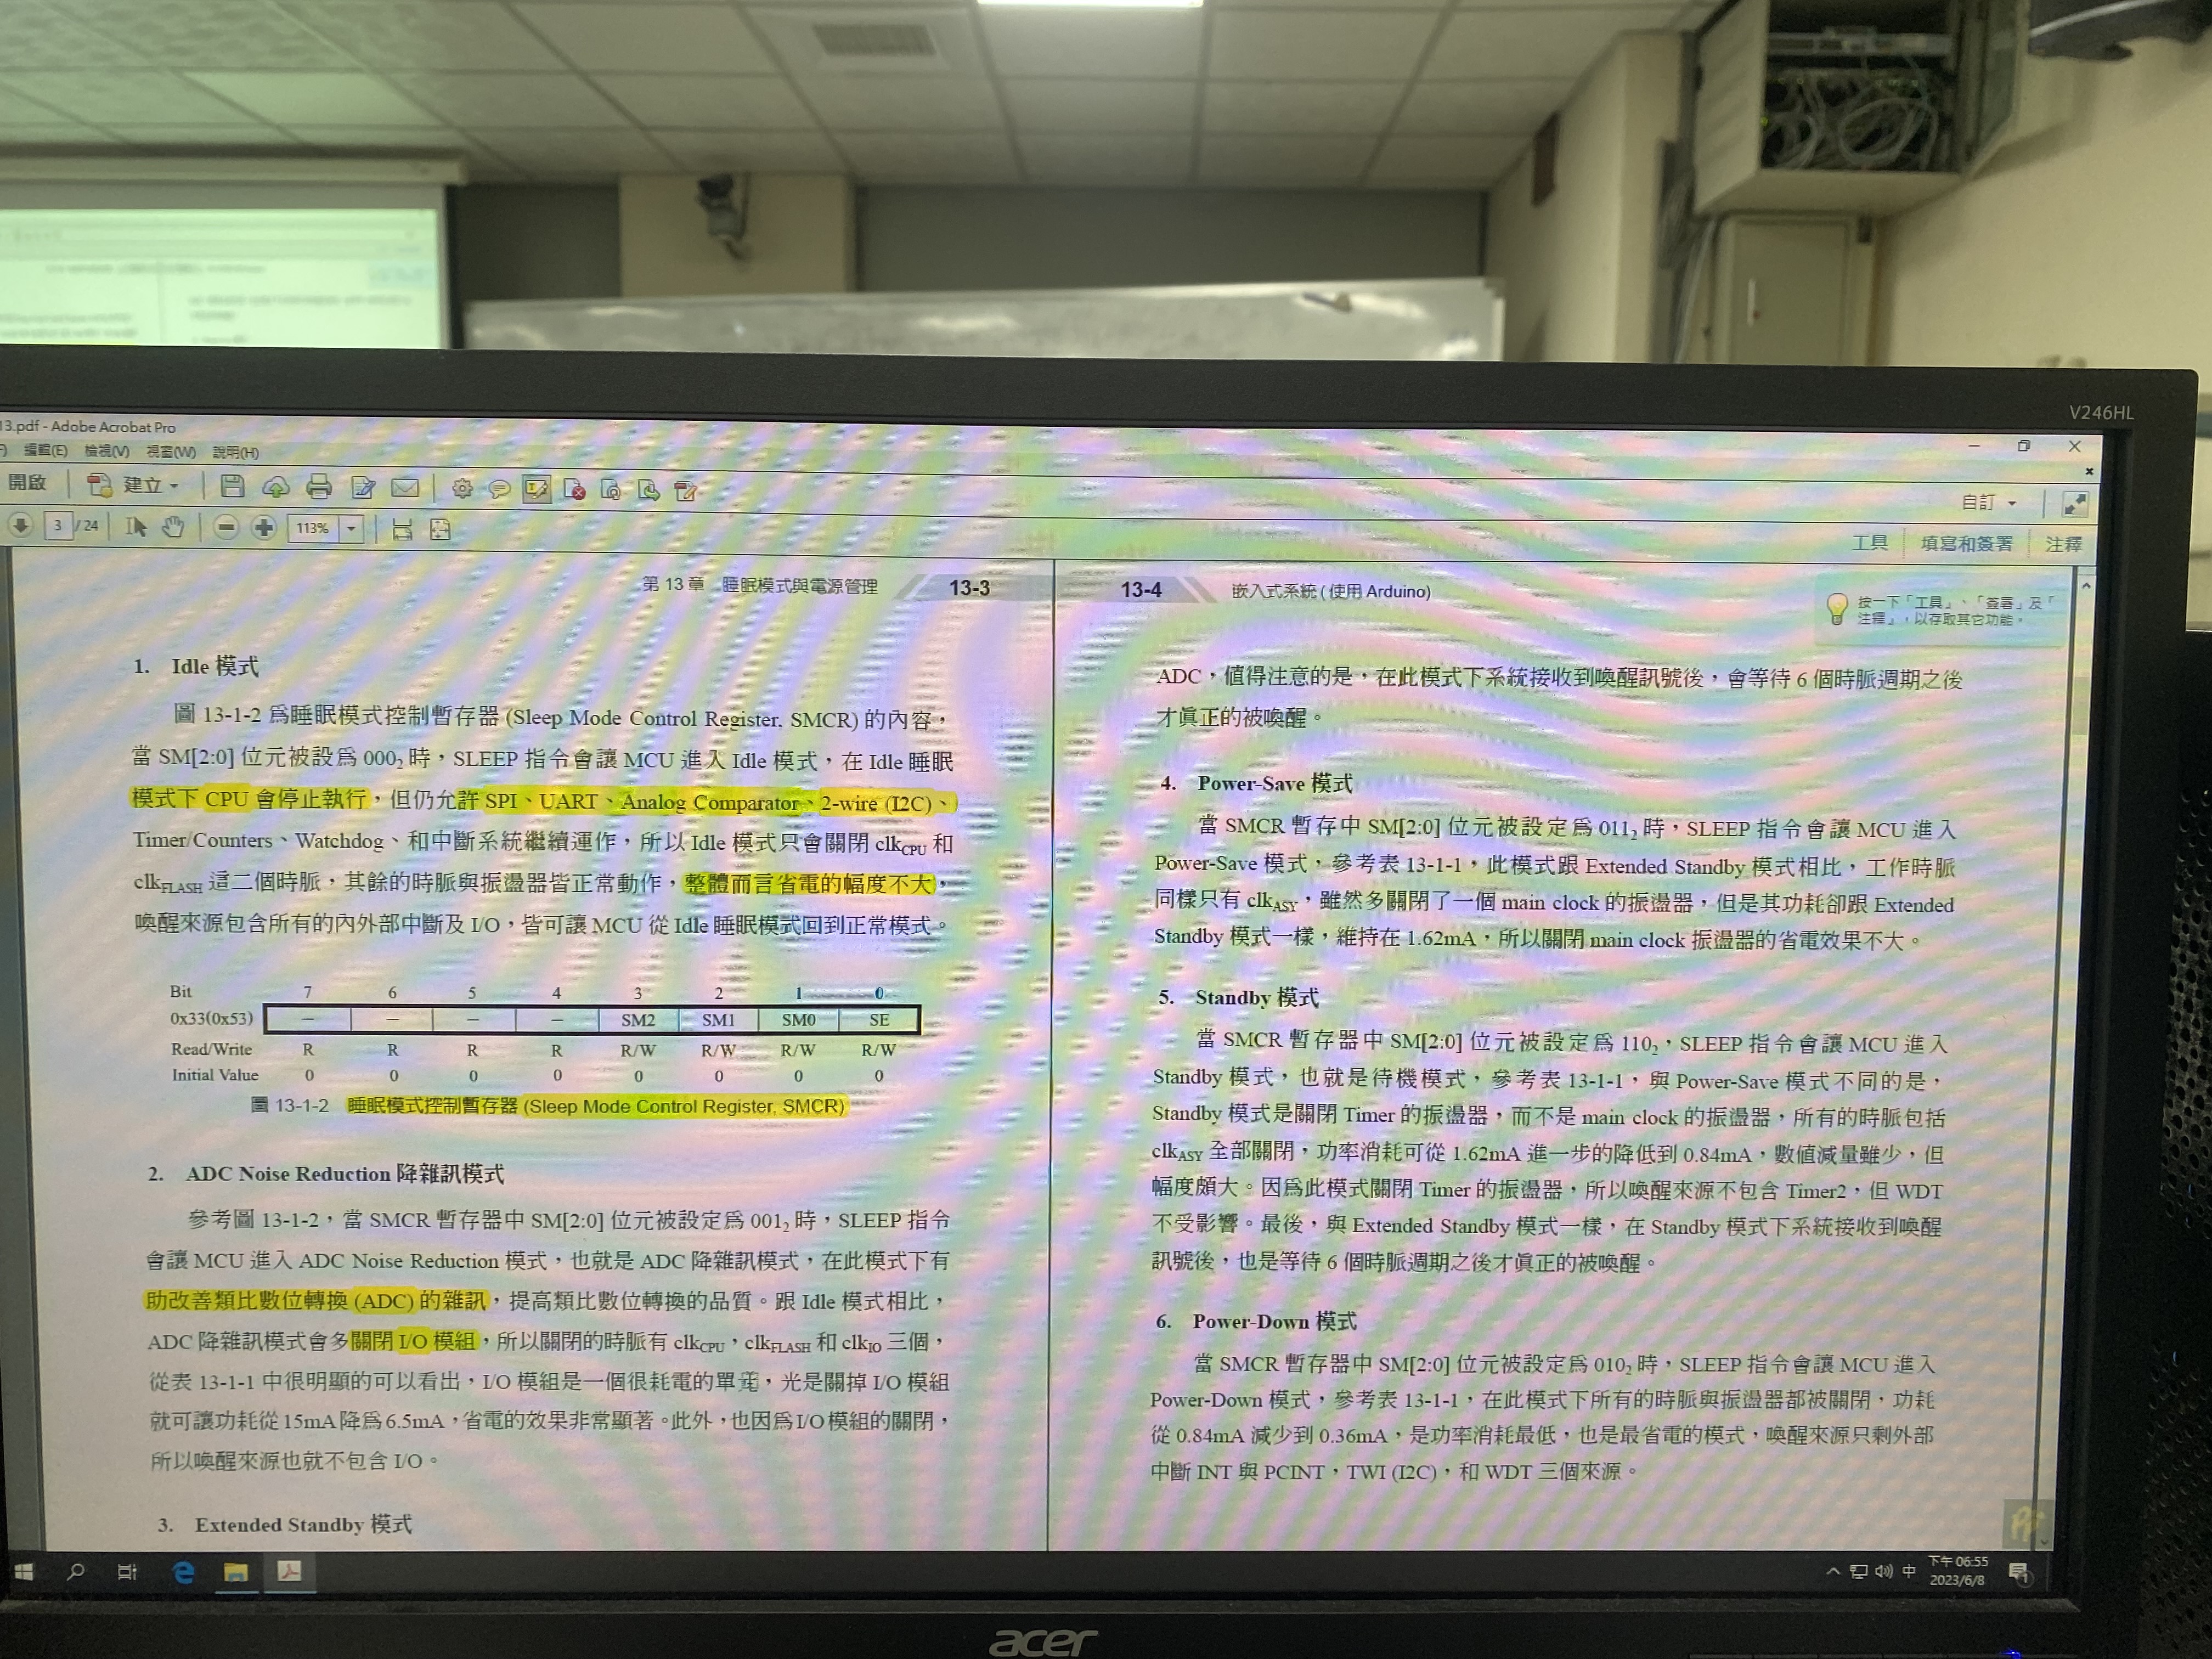 V246HL
13.pdf - Adobe Acrobat Pro
編輯(E) 檢視(V) 視窗(W) 說明(H)
開啟 建立
自訂
3 / 24 113%
工具 填寫和簽署 注釋
第 13 章 睡眠模式與電源管理 13-3
1. Idle 模式
圖 13-1-2 為睡眠模式控制暫存器 (Sleep Mode Control Register. SMCR) 的內容，
當 SM[2:0] 位元被設為 000₂ 時，SLEEP 指令會讓 MCU 進入 Idle 模式，在 Idle 睡眠
模式下 CPU 會停止執行，但仍允許 SPI、UART、Analog Comparator、2-wire (I2C)、
Timer/Counters、Watchdog、和中斷系統繼續運作，所以 Idle 模式只會關閉 clkCPU 和
clkFLASH 這二個時脈，其餘的時脈與振盪器皆正常動作，整體而言省電的幅度不大，
喚醒來源包含所有的內外部中斷及 I/O，皆可讓 MCU 從 Idle 睡眠模式回到正常模式。
Bit 7 6 5 4 3 2 1 0
0x33(0x53) — — — — SM2 SM1 SM0 SE
Read/Write R R R R R/W R/W R/W R/W
Initial Value 0 0 0 0 0 0 0 0
圖 13-1-2 睡眠模式控制暫存器 (Sleep Mode Control Register, SMCR)
2. ADC Noise Reduction 降雜訊模式
參考圖 13-1-2，當 SMCR 暫存器中 SM[2:0] 位元被設定為 001₂ 時，SLEEP 指令
會讓 MCU 進入 ADC Noise Reduction 模式，也就是 ADC 降雜訊模式，在此模式下有
助改善類比數位轉換 (ADC) 的雜訊，提高類比數位轉換的品質。跟 Idle 模式相比，
ADC 降雜訊模式會多關閉 I/O 模組，所以關閉的時脈有 clkCPU，clkFLASH 和 clkIO 三個，
從表 13-1-1 中很明顯的可以看出，I/O 模組是一個很耗電的單元，光是關掉 I/O 模組
就可讓功耗從 15mA 降為 6.5mA，省電的效果非常顯著。此外，也因為 I/O 模組的關閉，
所以喚醒來源也就不包含 I/O。
3. Extended Standby 模式
13-4 嵌入式系統 (使用 Arduino)
按一下「工具」、「簽署」及「
注釋」，以存取其它功能。
ADC，值得注意的是，在此模式下系統接收到喚醒訊號後，會等待 6 個時脈週期之後
才真正的被喚醒。
4. Power-Save 模式
當 SMCR 暫存中 SM[2:0] 位元被設定為 011₂ 時，SLEEP 指令會讓 MCU 進入
Power-Save 模式，參考表 13-1-1，此模式跟 Extended Standby 模式相比，工作時脈
同樣只有 clkASY，雖然多關閉了一個 main clock 的振盪器，但是其功耗卻跟 Extended
Standby 模式一樣，維持在 1.62mA，所以關閉 main clock 振盪器的省電效果不大。
5. Standby 模式
當 SMCR 暫存器中 SM[2:0] 位元被設定為 110₂，SLEEP 指令會讓 MCU 進入
Standby 模式，也就是待機模式，參考表 13-1-1，與 Power-Save 模式不同的是，
Standby 模式是關閉 Timer 的振盪器，而不是 main clock 的振盪器，所有的時脈包括
clkASY 全部關閉，功率消耗可從 1.62mA 進一步的降低到 0.84mA，數值減量雖少，但
幅度頗大。因為此模式關閉 Timer 的振盪器，所以喚醒來源不包含 Timer2，但 WDT
不受影響。最後，與 Extended Standby 模式一樣，在 Standby 模式下系統接收到喚醒
訊號後，也是等待 6 個時脈週期之後才真正的被喚醒。
6. Power-Down 模式
當 SMCR 暫存器中 SM[2:0] 位元被設定為 010₂ 時，SLEEP 指令會讓 MCU 進入
Power-Down 模式，參考表 13-1-1，在此模式下所有的時脈與振盪器都被關閉，功耗
從 0.84mA 減少到 0.36mA，是功率消耗最低，也是最省電的模式，喚醒來源只剩外部
中斷 INT 與 PCINT，TWI (I2C)，和 WDT 三個來源。
中 下午 06:55
2023/6/8
1
acer